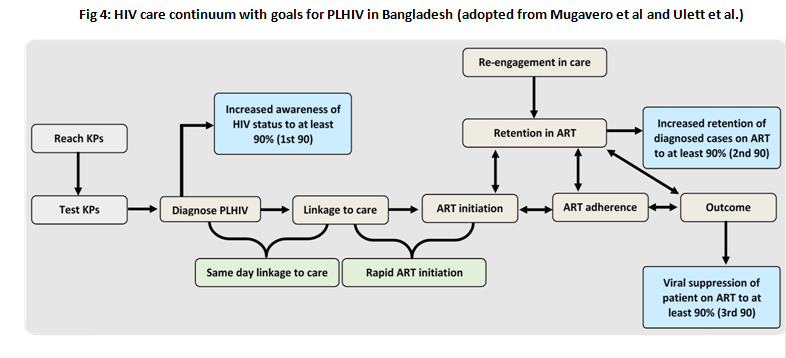 Fig 4: HIV care continuum with goals for PLHIV in Bangladesh (adopted from Mugavero et al and Ulett et al.)
Re-engagement in care
Increased awareness of
HIV status to at least
90% (1st 90)
Reach KPs
Retention in ART
Increased retention of
diagnosed cases on ART
to at least 90% (2nd 90)
Test KPs
Diagnose PLHIV
Linkage to care
ART initiation
ART adherence
Outcome
Same day linkage to care
Rapid ART initiation
Viral suppression of
patient on ART to at
least 90% (3rd 90)